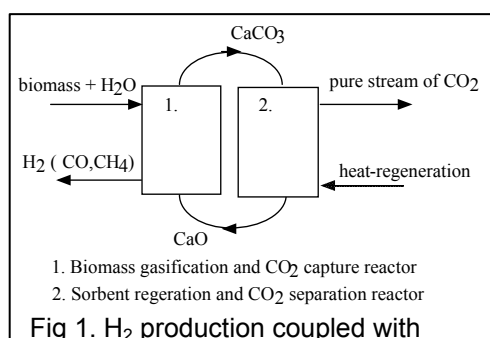 CaCO3
biomass + H2O
1.
2.
pure stream of CO2
H2 ( CO,CH4)
heat-regeneration
CaO
1. Biomass gasification and CO2 capture reactor
2. Sorbent regeration and CO2 separation reactor
Fig 1. H2 production coupled with